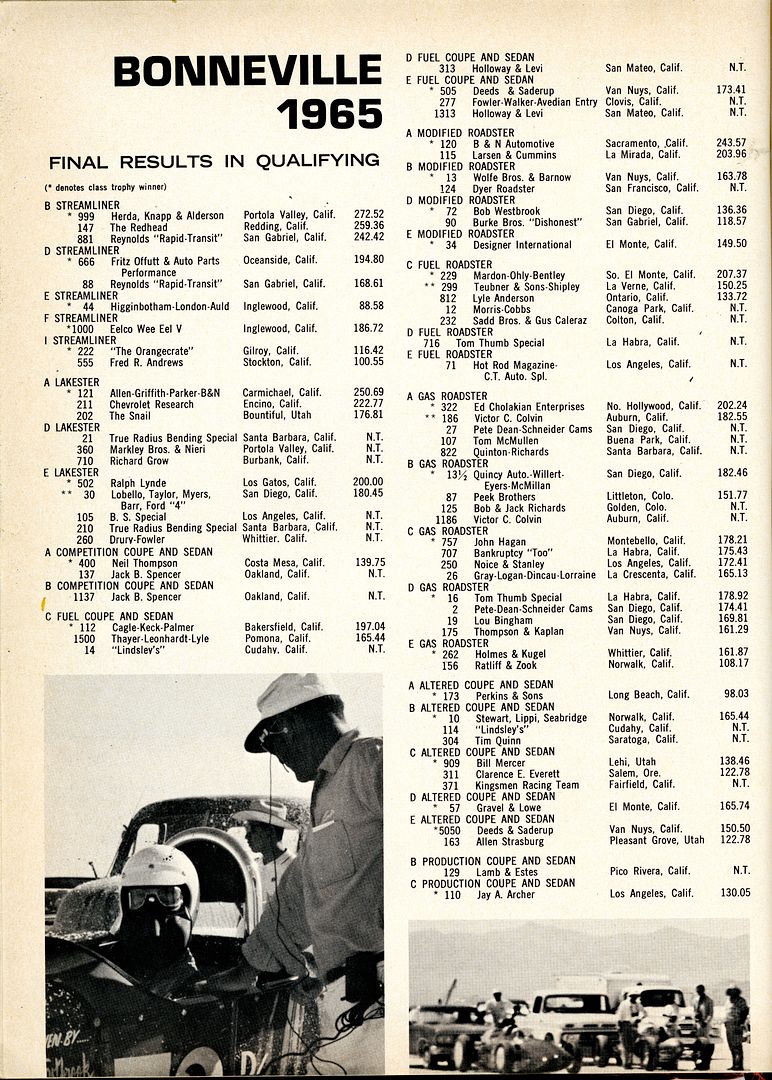 BONNEVILLE
1965
FINAL RESULTS IN QUALIFYING
(* denotes class trophy winner)
B STREAMLINER
* 999 Herda, Knapp & Alderson Portola Valley, Calif. 272.52
147 The Redhead Redding, Calif. 259.36
881 Reynolds "Rapid-Transit" San Gabriel, Calif. 242.42
D STREAMLINER
* 666 Fritz Offutt & Auto Parts Oceanside, Calif. 194.80
Performance
88 Reynolds "Rapid-Transit" San Gabriel, Calif. 168.61
E STREAMLINER
* 44 Higginbotham-London-Auld Inglewood, Calif. 88.58
F STREAMLINER
*1000 Eelco Wee Eel V Inglewood, Calif. 186.72
I STREAMLINER
* 222 "The Orangecrate" Gilroy, Calif. 116.42
555 Fred R. Andrews Stockton, Calif. 100.55
A LAKESTER
* 121 Allen-Griffith-Parker-B&N Carmichael, Calif. 250.69
211 Chevrolet Research Encino, Calif. 222.77
202 The Snail Bountiful, Utah 176.81
D LAKESTER
21 True Radius Bending Special Santa Barbara, Calif. N.T.
360 Markley Bros. & Nieri Portola Valley, Calif. N.T.
710 Richard Grow Burbank, Calif. N.T.
E LAKESTER
* 502 Ralph Lynde Los Gatos, Calif. 200.00
** 30 Lobello, Taylor, Myers, San Diego, Calif. 180.45
Barr, Ford "4"
105 B. S. Special Los Angeles, Calif. N.T.
210 True Radius Bending Special Santa Barbara, Calif. N.T.
260 Drury-Fowler Whittier. Calif. N.T.
A COMPETITION COUPE AND SEDAN
* 400 Neil Thompson Costa Mesa, Calif. 139.75
137 Jack B. Spencer Oakland, Calif. N.T.
B COMPETITION COUPE AND SEDAN
1137 Jack B. Spencer Oakland, Calif. N.T.
C FUEL COUPE AND SEDAN
* 112 Cagle-Keck-Palmer Bakersfield, Calif. 197.04
1500 Thayer-Leonhardt-Lyle Pomona, Calif. 165.44
14 "Lindsley's" Cudahy. Calif. N.T.
D FUEL COUPE AND SEDAN
313 Holloway & Levi San Mateo, Calif. N.T.
E FUEL COUPE AND SEDAN
* 505 Deeds & Saderup Van Nuys, Calif. 173.41
277 Fowler-Walker-Avedian Entry Clovis, Calif. N.T.
1313 Holloway & Levi San Mateo, Calif. N.T.
A MODIFIED ROADSTER
* 120 B & N Automotive Sacramento, Calif. 243.57
115 Larsen & Cummins La Mirada, Calif. 203.96
B MODIFIED ROADSTER
* 13 Wolfe Bros. & Barnow Van Nuys, Calif. 163.78
124 Dyer Roadster San Francisco, Calif. N.T.
D MODIFIED ROADSTER
* 72 Bob Westbrook San Diego, Calif. 136.36
90 Burke Bros. "Dishonest" San Gabriel, Calif. 118.57
E MODIFIED ROADSTER
* 34 Designer International El Monte, Calif. 149.50
C FUEL ROADSTER
* 229 Mardon-Ohly-Bentley So. El Monte, Calif. 207.37
** 299 Teubner & Sons-Shipley La Verne, Calif. 150.25
812 Lyle Anderson Ontario, Calif. 133.72
12 Morris-Cobbs Canoga Park, Calif. N.T.
232 Sadd Bros. & Gus Caleraz Colton, Calif. N.T.
D FUEL ROADSTER
716 Tom Thumb Special La Habra, Calif. N.T.
E FUEL ROADSTER
71 Hot Rod Magazine- Los Angeles, Calif. N.T.
C.T. Auto. Spl.
A GAS ROADSTER
* 322 Ed Cholakian Enterprises No. Hollywood, Calif. 202.24
** 186 Victor C. Colvin Auburn, Calif. 182.55
27 Pete Dean-Schneider Cams San Diego, Calif. N.T.
107 Tom McMullen Buena Park, Calif. N.T.
822 Quinton-Richards Santa Barbara, Calif. N.T.
B GAS ROADSTER
* 13½ Quincy Auto.-Willert- San Diego, Calif. 182.46
Eyers-McMillan
87 Peek Brothers Littleton, Colo. 151.77
125 Bob & Jack Richards Golden, Colo. N.T.
1186 Victor C. Colvin Auburn, Calif. N.T.
C GAS ROADSTER
* 757 John Hagan Montebello, Calif. 178.21
707 Bankruptcy "Too" La Habra, Calif. 175.43
250 Noice & Stanley Los Angeles, Calif. 172.41
26 Gray-Logan-Dincau-Lorraine La Crescenta, Calif. 165.13
D GAS ROADSTER
* 16 Tom Thumb Special La Habra, Calif. 178.92
2 Pete-Dean-Schneider Cams San Diego, Calif. 174.41
19 Lou Bingham San Diego, Calif. 169.81
175 Thompson & Kaplan Van Nuys, Calif. 161.29
E GAS ROADSTER
* 262 Holmes & Kugel Whittier, Calif. 161.87
156 Ratliff & Zook Norwalk, Calif. 108.17
A ALTERED COUPE AND SEDAN
* 173 Perkins & Sons Long Beach, Calif. 98.03
B ALTERED COUPE AND SEDAN
* 10 Stewart, Lippi, Seabridge Norwalk, Calif. 165.44
114 "Lindsley's" Cudahy, Calif. N.T.
304 Tim Quinn Saratoga, Calif. N.T.
C ALTERED COUPE AND SEDAN
* 909 Bill Mercer Lehi, Utah 138.46
311 Clarence E. Everett Salem, Ore. 122.78
371 Kingsmen Racing Team Fairfield, Calif. N.T.
D ALTERED COUPE AND SEDAN
* 57 Gravel & Lowe El Monte, Calif. 165.74
E ALTERED COUPE AND SEDAN
*5050 Deeds & Saderup Van Nuys, Calif. 150.50
163 Allen Strasburg Pleasant Grove, Utah 122.78
B PRODUCTION COUPE AND SEDAN
129 Lamb & Estes Pico Rivera, Calif. N.T.
C PRODUCTION COUPE AND SEDAN
* 110 Jay A. Archer Los Angeles, Calif. 130.05